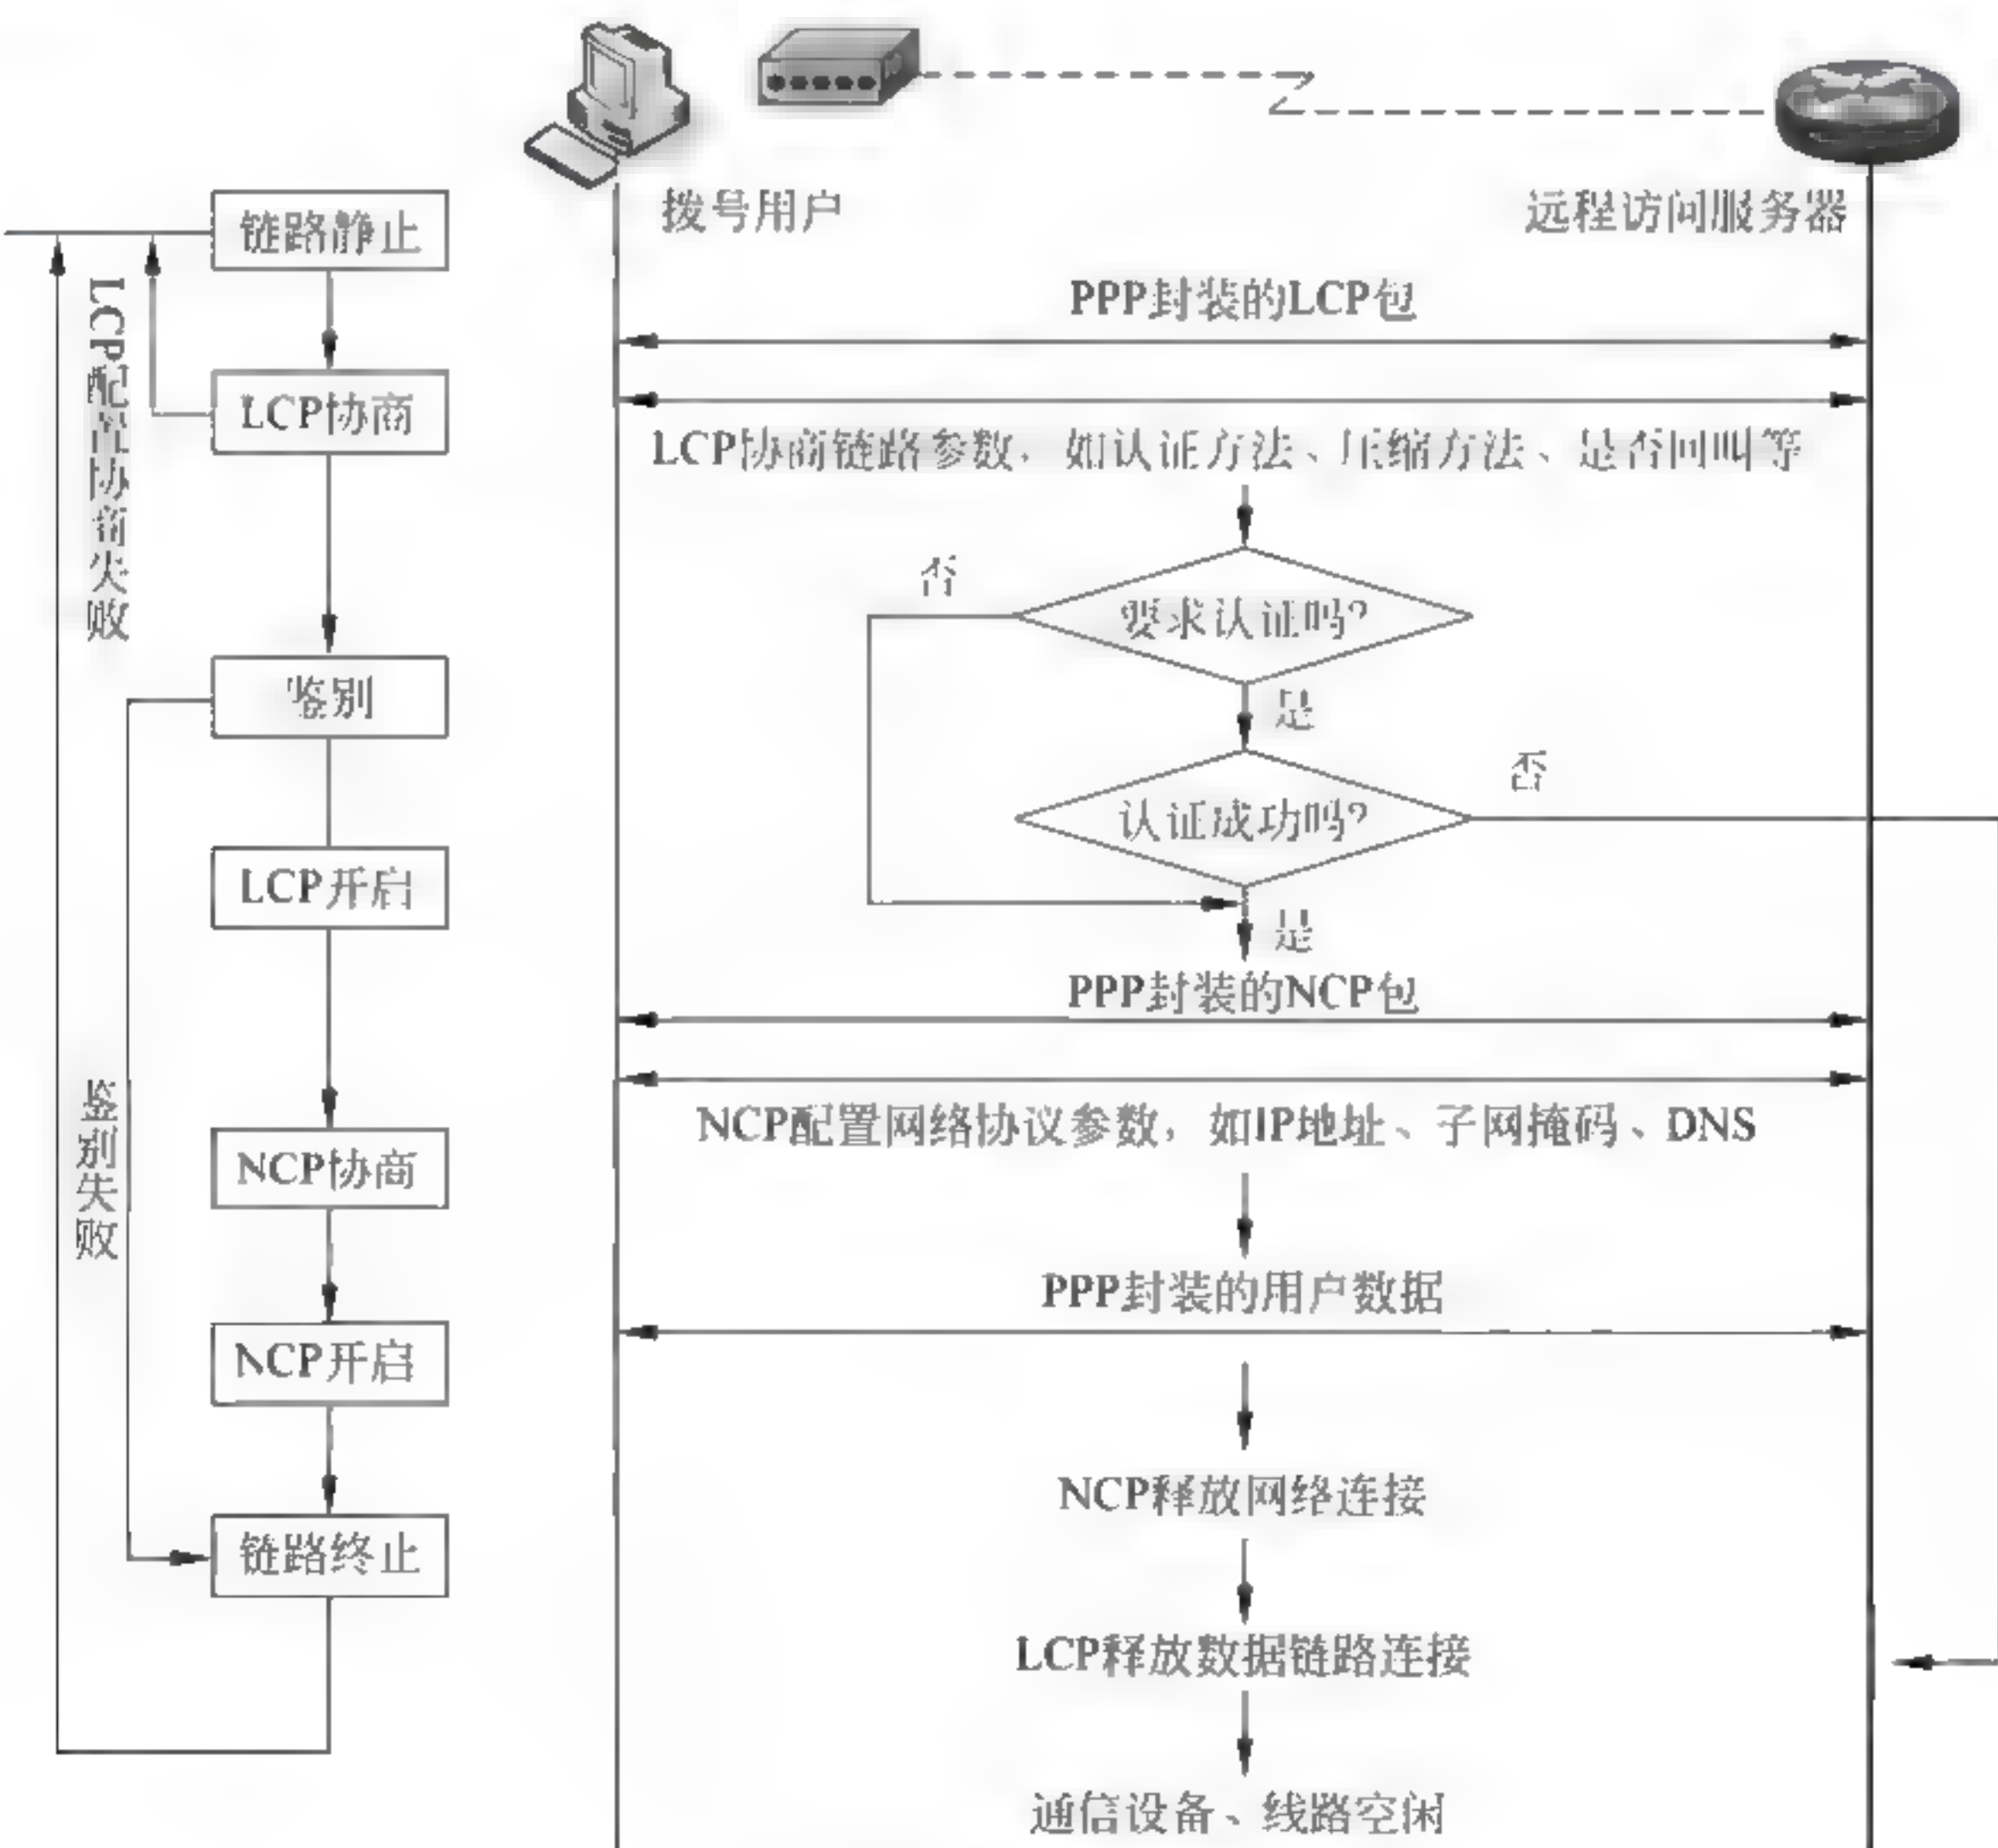 拨号用户
远程访问服务器
链路静止
LCP协商
鉴别
LCP开启
NCP协商
NCP开启
链路终止
LCP配置协商失败
鉴别失败
PPP封装的LCP包
LCP协商链路参数，如认证方法、压缩方法、是否回叫等
要求认证吗?
否
是
认证成功吗?
否
是
PPP封装的NCP包
NCP配置网络协议参数，如IP地址、子网掩码、DNS
PPP封装的用户数据
NCP释放网络连接
LCP释放数据链路连接
通信设备、线路空闲